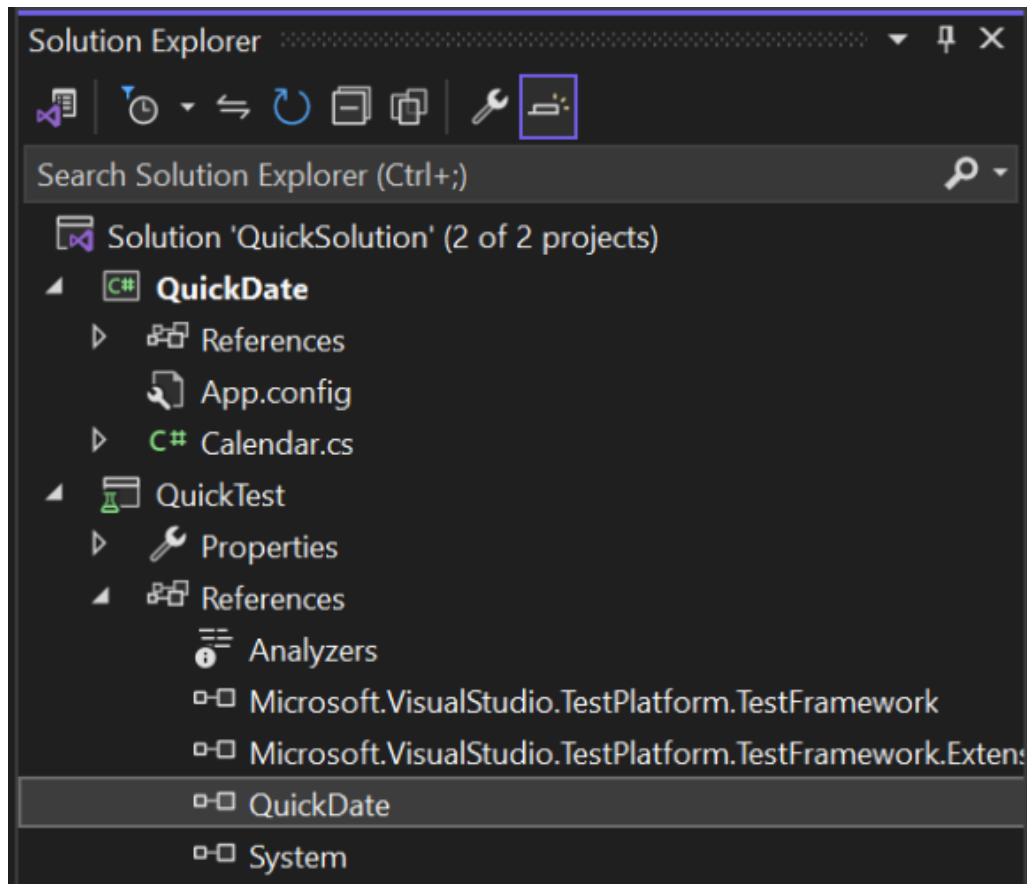 Solution Explorer
Search Solution Explorer (Ctrl+;)
Solution 'QuickSolution' (2 of 2 projects)
C# QuickDate
References
App.config
C# Calendar.cs
QuickTest
Properties
References
Analyzers
Microsoft.VisualStudio.TestPlatform.TestFramework
Microsoft.VisualStudio.TestPlatform.TestFramework.Extens
QuickDate
System